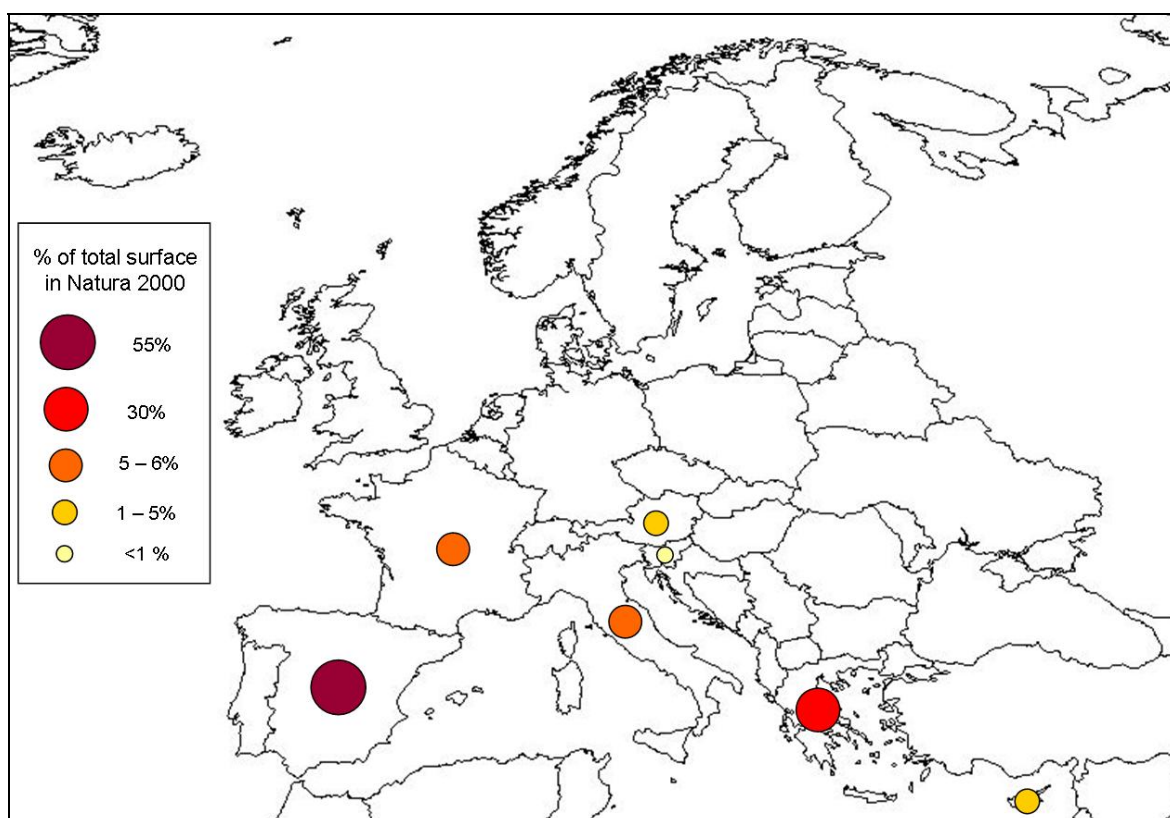 % of total surface
in Natura 2000
55%
30%
5 – 6%
1 – 5%
<1 %